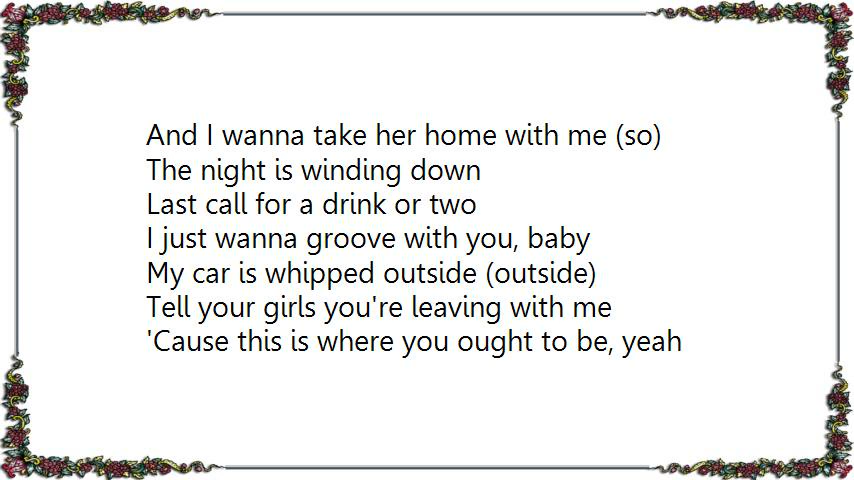 And I wanna take her home with me (so)
The night is winding down
Last call for a drink or two
I just wanna groove with you, baby
My car is whipped outside (outside)
Tell your girls you're leaving with me
'Cause this is where you ought to be, yeah